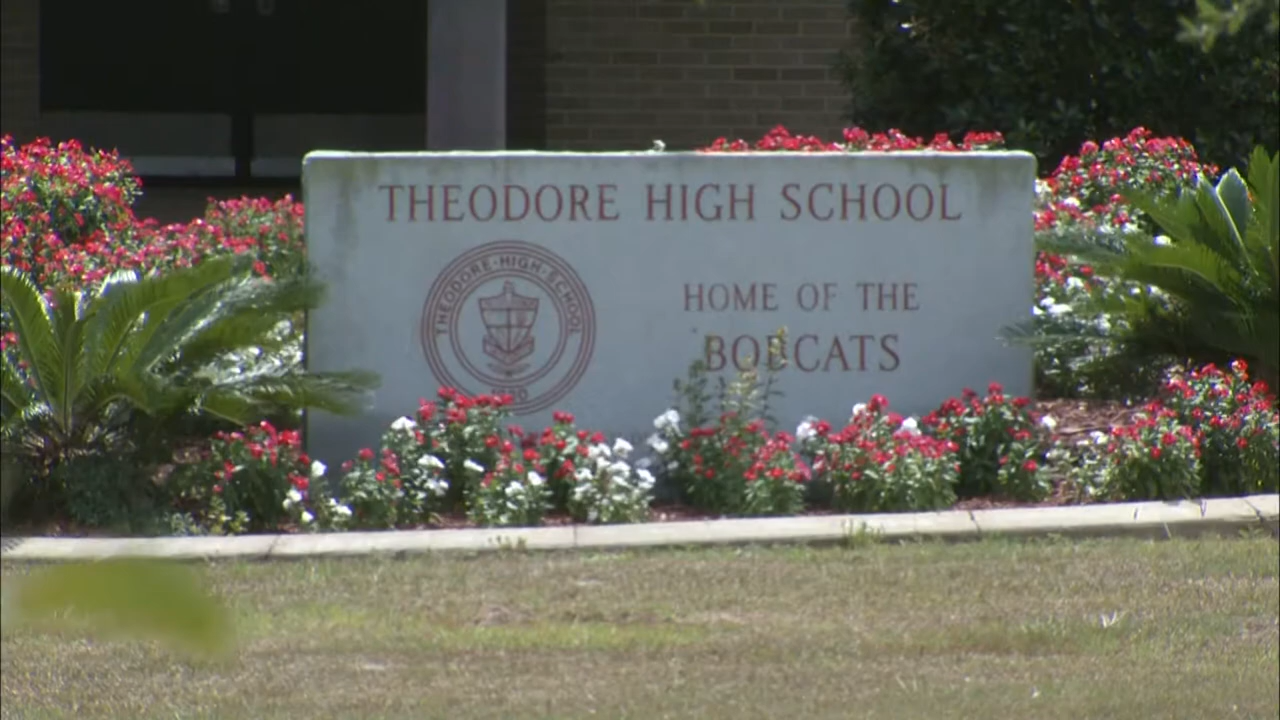 THEODORE HIGH SCHOOL
THEODORE·HIGH·SCHOOL
HOME OF THE
BOBCATS